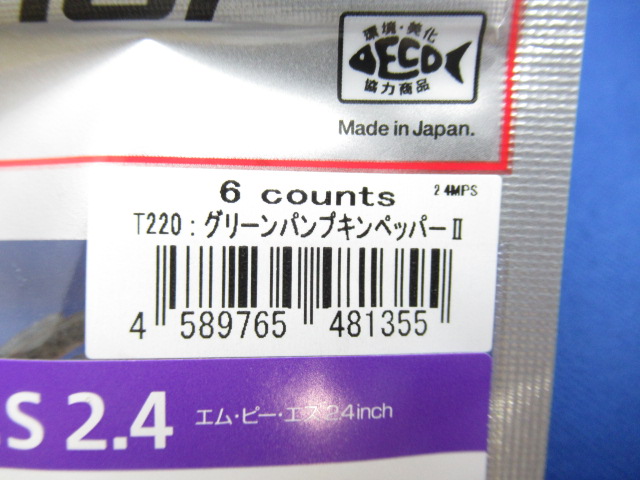 環境・美化
ECO
協力商品
Made in Japan.
6 counts
2 4MPS
T220：グリーンパンプキンペッパーⅡ
4 589765 481355
.S 2.4
エム・ピー・エス 2.4inch